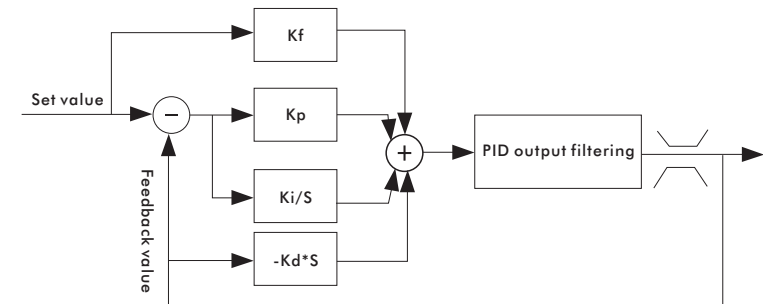 Kf
Set value
−
Kp
+
PID output filtering
Feedback value
Ki/S
-Kd*S